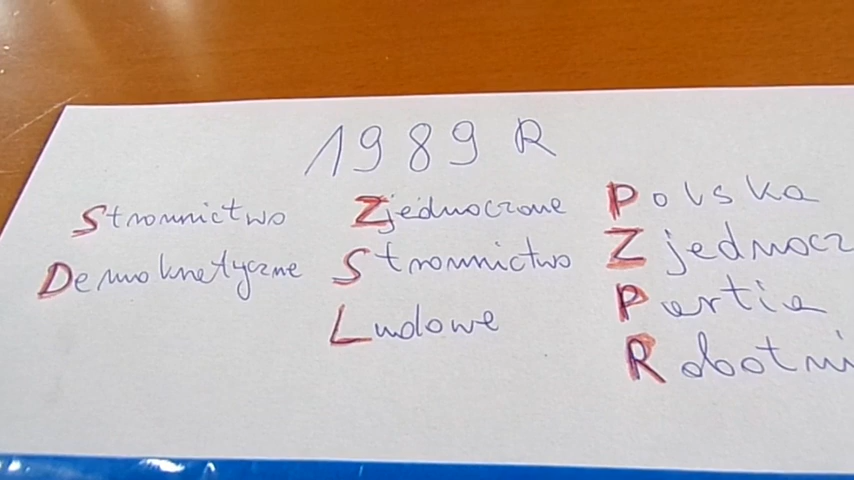 1989 R
Stronnictwo
Demokratyczne
Zjednoczone
Stronnictwo
Ludowe
Polska
Zjednocz
Partia
Robotni